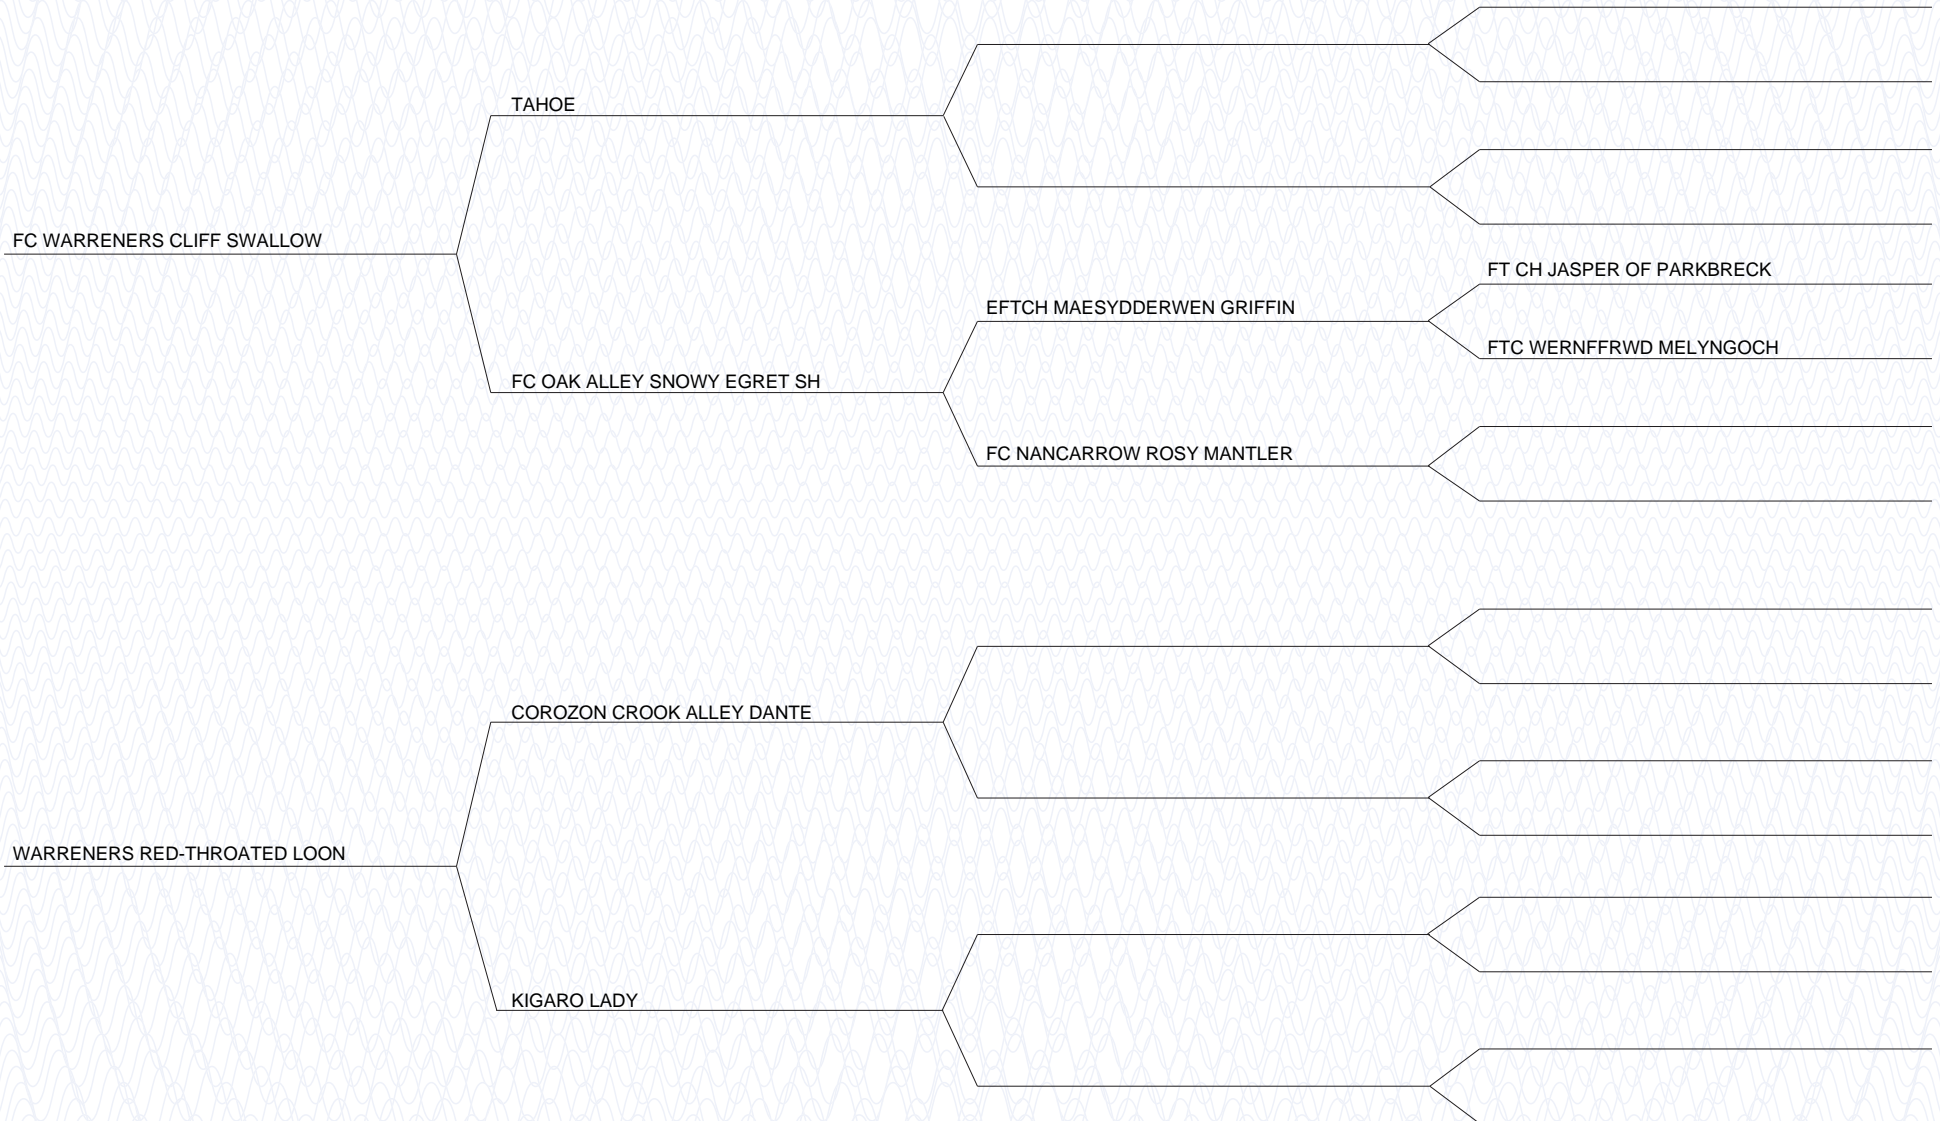 TAHOE
FC WARRENERS CLIFF SWALLOW
FT CH JASPER OF PARKBRECK
EFTCH MAESYDDERWEN GRIFFIN
FTC WERNFFRWD MELYNGOCH
FC OAK ALLEY SNOWY EGRET SH
FC NANCARROW ROSY MANTLER
COROZON CROOK ALLEY DANTE
WARRENERS RED-THROATED LOON
KIGARO LADY